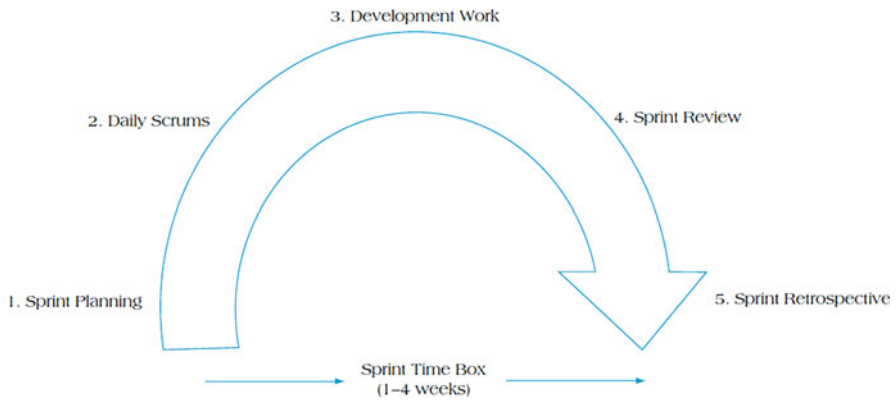 3. Development Work
2. Daily Scrums
4. Sprint Review
1. Sprint Planning
5. Sprint Retrospective
Sprint Time Box
(1–4 weeks)